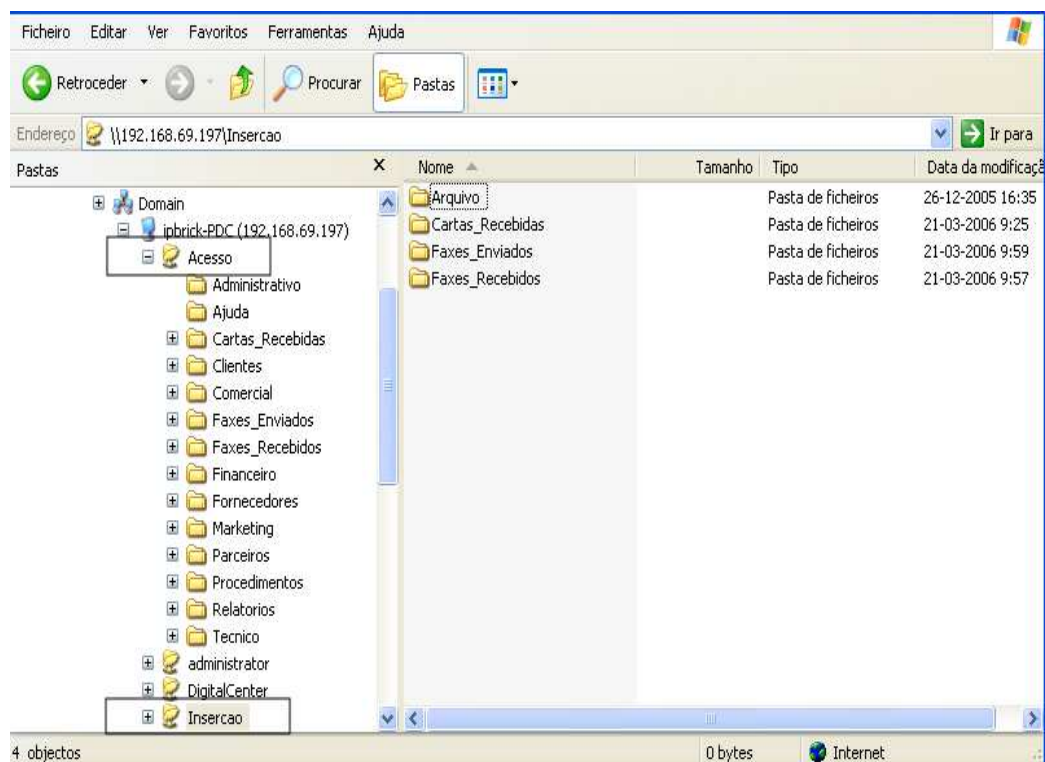 Ficheiro Editar Ver Favoritos Ferramentas Ajuda
Retroceder Procurar Pastas
Endereço \\192.168.69.197\Insercao Ir para
Pastas X Nome Tamanho Tipo Data da modificaçã
Domain
ipbrick-PDC (192.168.69.197)
Acesso
Administrativo
Ajuda
Cartas_Recebidas
Clientes
Comercial
Faxes_Enviados
Faxes_Recebidos
Financeiro
Fornecedores
Marketing
Parceiros
Procedimentos
Relatorios
Tecnico
administrator
DigitalCenter
Insercao
Arquivo Pasta de ficheiros 26-12-2005 16:35
Cartas_Recebidas Pasta de ficheiros 21-03-2006 9:25
Faxes_Enviados Pasta de ficheiros 21-03-2006 9:59
Faxes_Recebidos Pasta de ficheiros 21-03-2006 9:57
4 objectos 0 bytes Internet